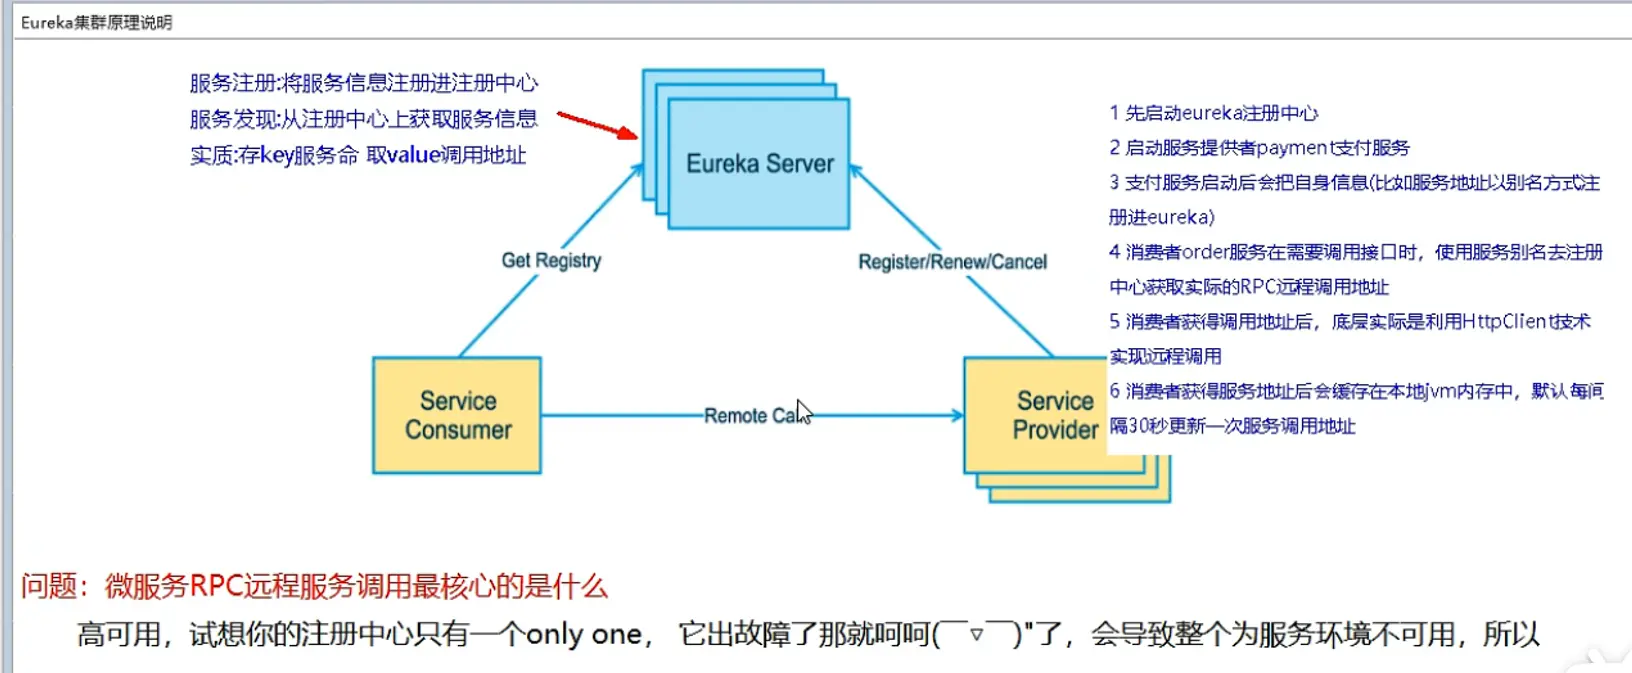 Eureka集群原理说明
服务注册:将服务信息注册进注册中心
服务发现:从注册中心上获取服务信息
实质:存key服务命 取value调用地址
Eureka Server
Get Registry
Register/Renew/Cancel
Service
Consumer
Remote Call
Service
Provider
1 先启动eureka注册中心
2 启动服务提供者payment支付服务
3 支付服务启动后会把自身信息(比如服务地址以别名方式注
册进eureka)
4 消费者order服务在需要调用接口时，使用服务别名去注册
中心获取实际的RPC远程调用地址
5 消费者获得调用地址后，底层实际是利用HttpClient技术
实现远程调用
6 消费者获得服务地址后会缓存在本地jvm内存中，默认每间
隔30秒更新一次服务调用地址
问题：微服务RPC远程服务调用最核心的是什么
高可用，试想你的注册中心只有一个only one， 它出故障了那就呵呵(￣▽￣)"了，会导致整个为服务环境不可用，所以